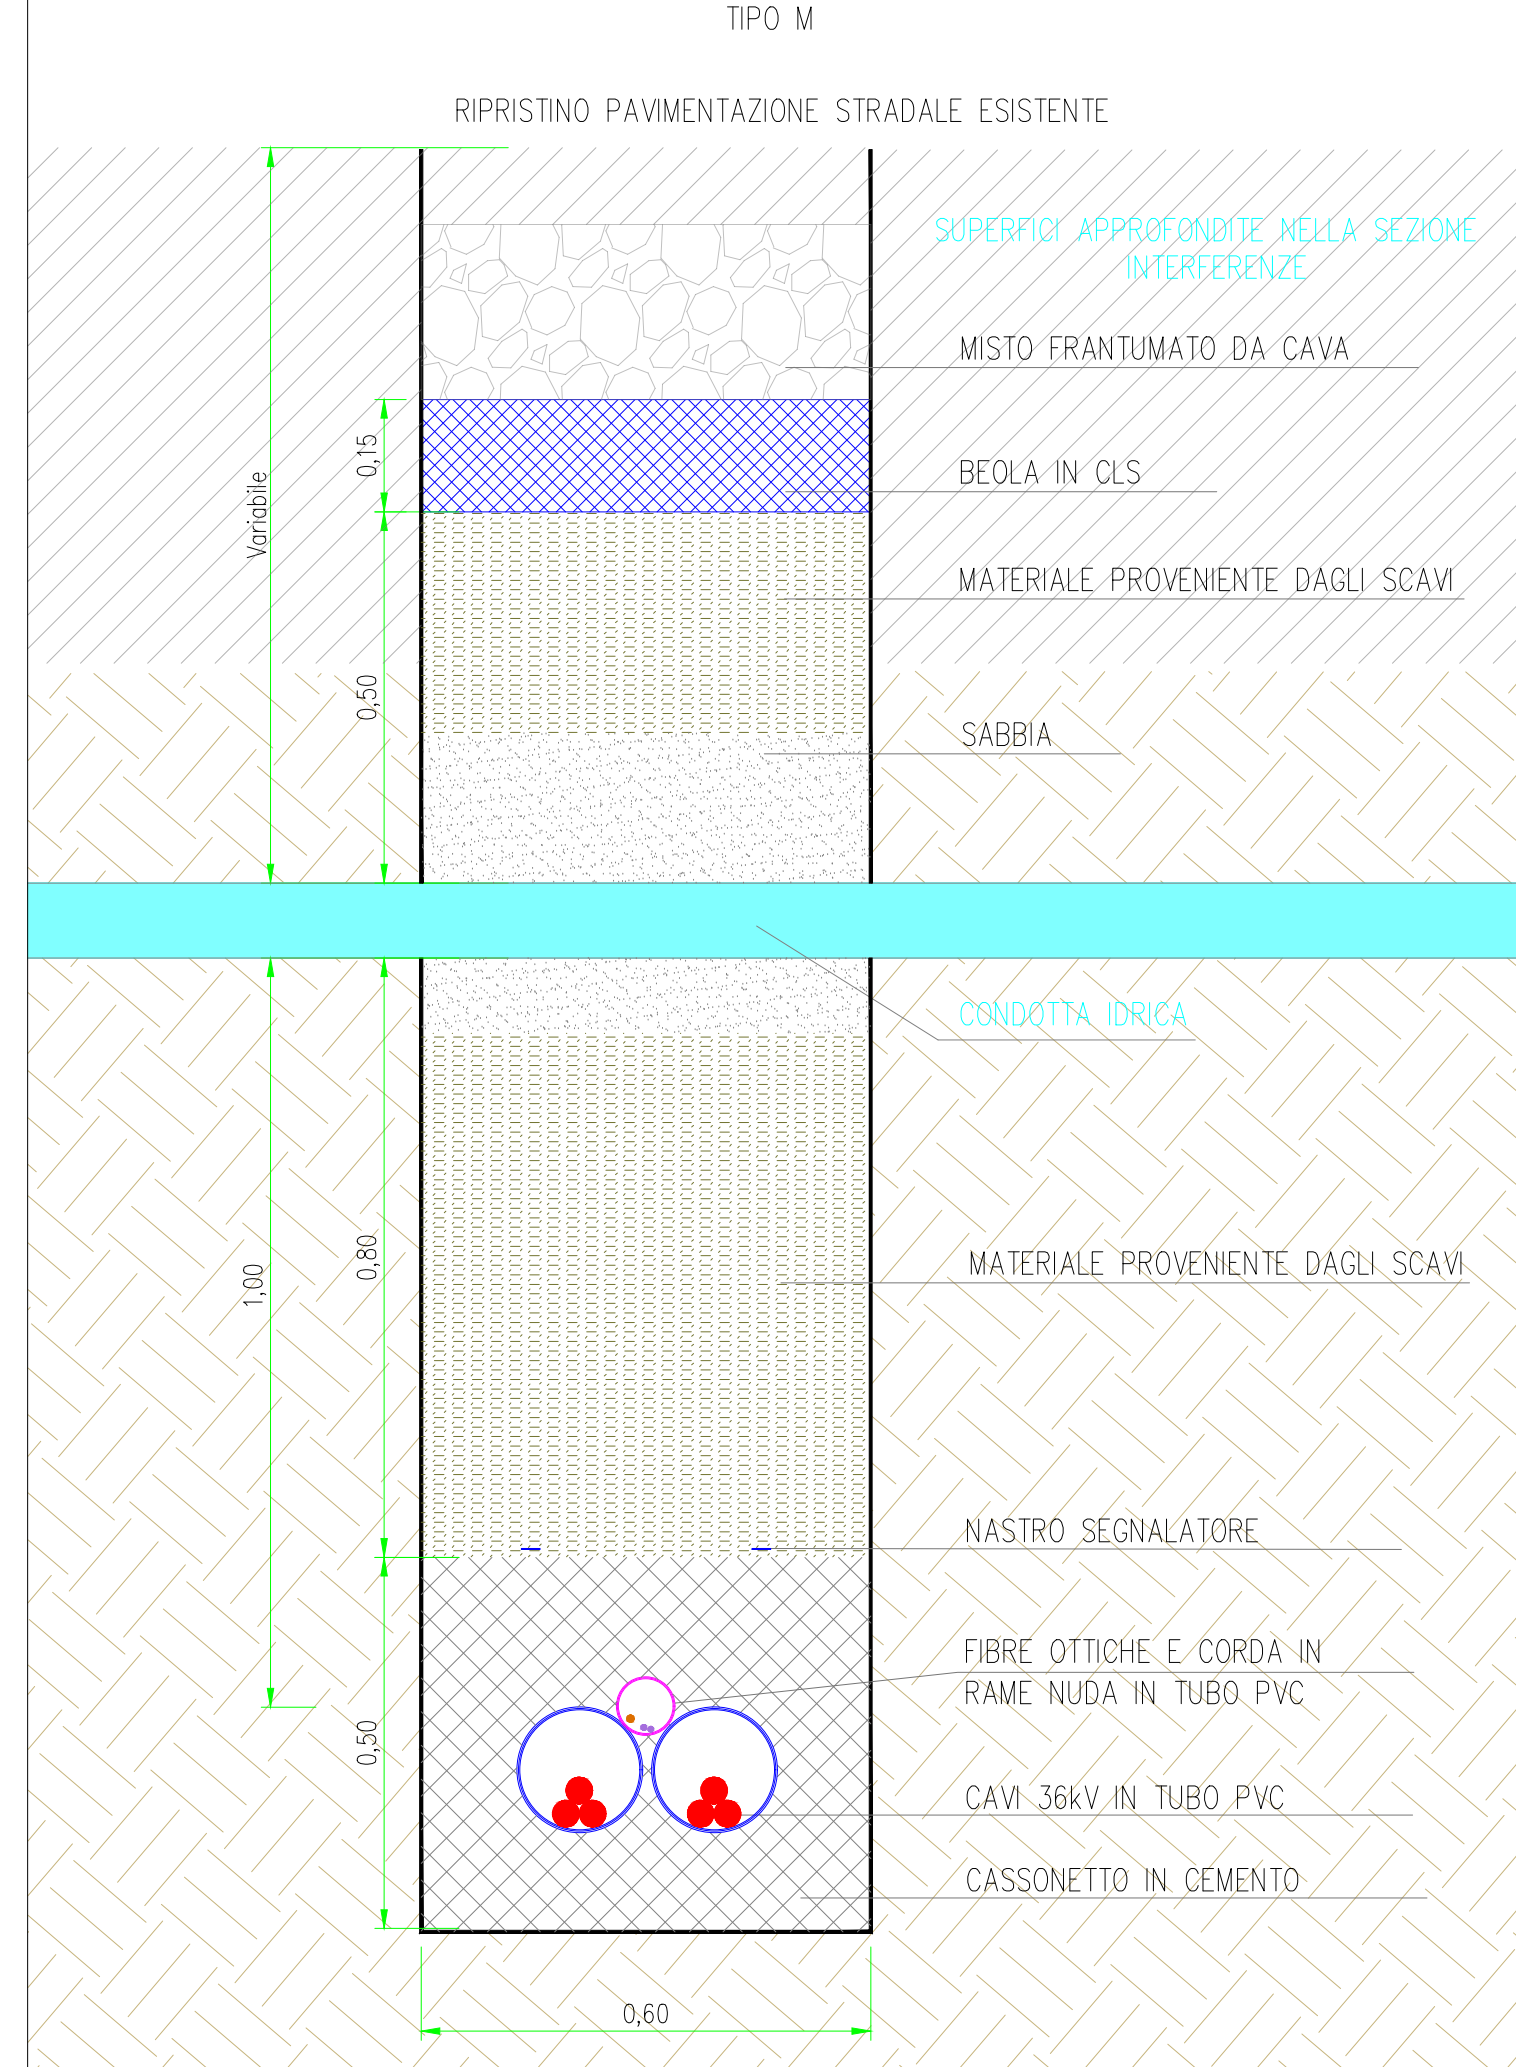 TIPO M
RIPRISTINO PAVIMENTAZIONE STRADALE ESISTENTE
SUPERFICI APPROFONDITE NELLA SEZIONE
INTERFERENZE
MISTO FRANTUMATO DA CAVA
0,15
BEOLA IN CLS
Variabile
MATERIALE PROVENIENTE DAGLI SCAVI
0,50
SABBIA
CONDOTTA IDRICA
0,80
1,00
MATERIALE PROVENIENTE DAGLI SCAVI
NASTRO SEGNALATORE
FIBRE OTTICHE E CORDA IN
RAME NUDA IN TUBO PVC
0,50
CAVI 36kV IN TUBO PVC
CASSONETTO IN CEMENTO
0,60